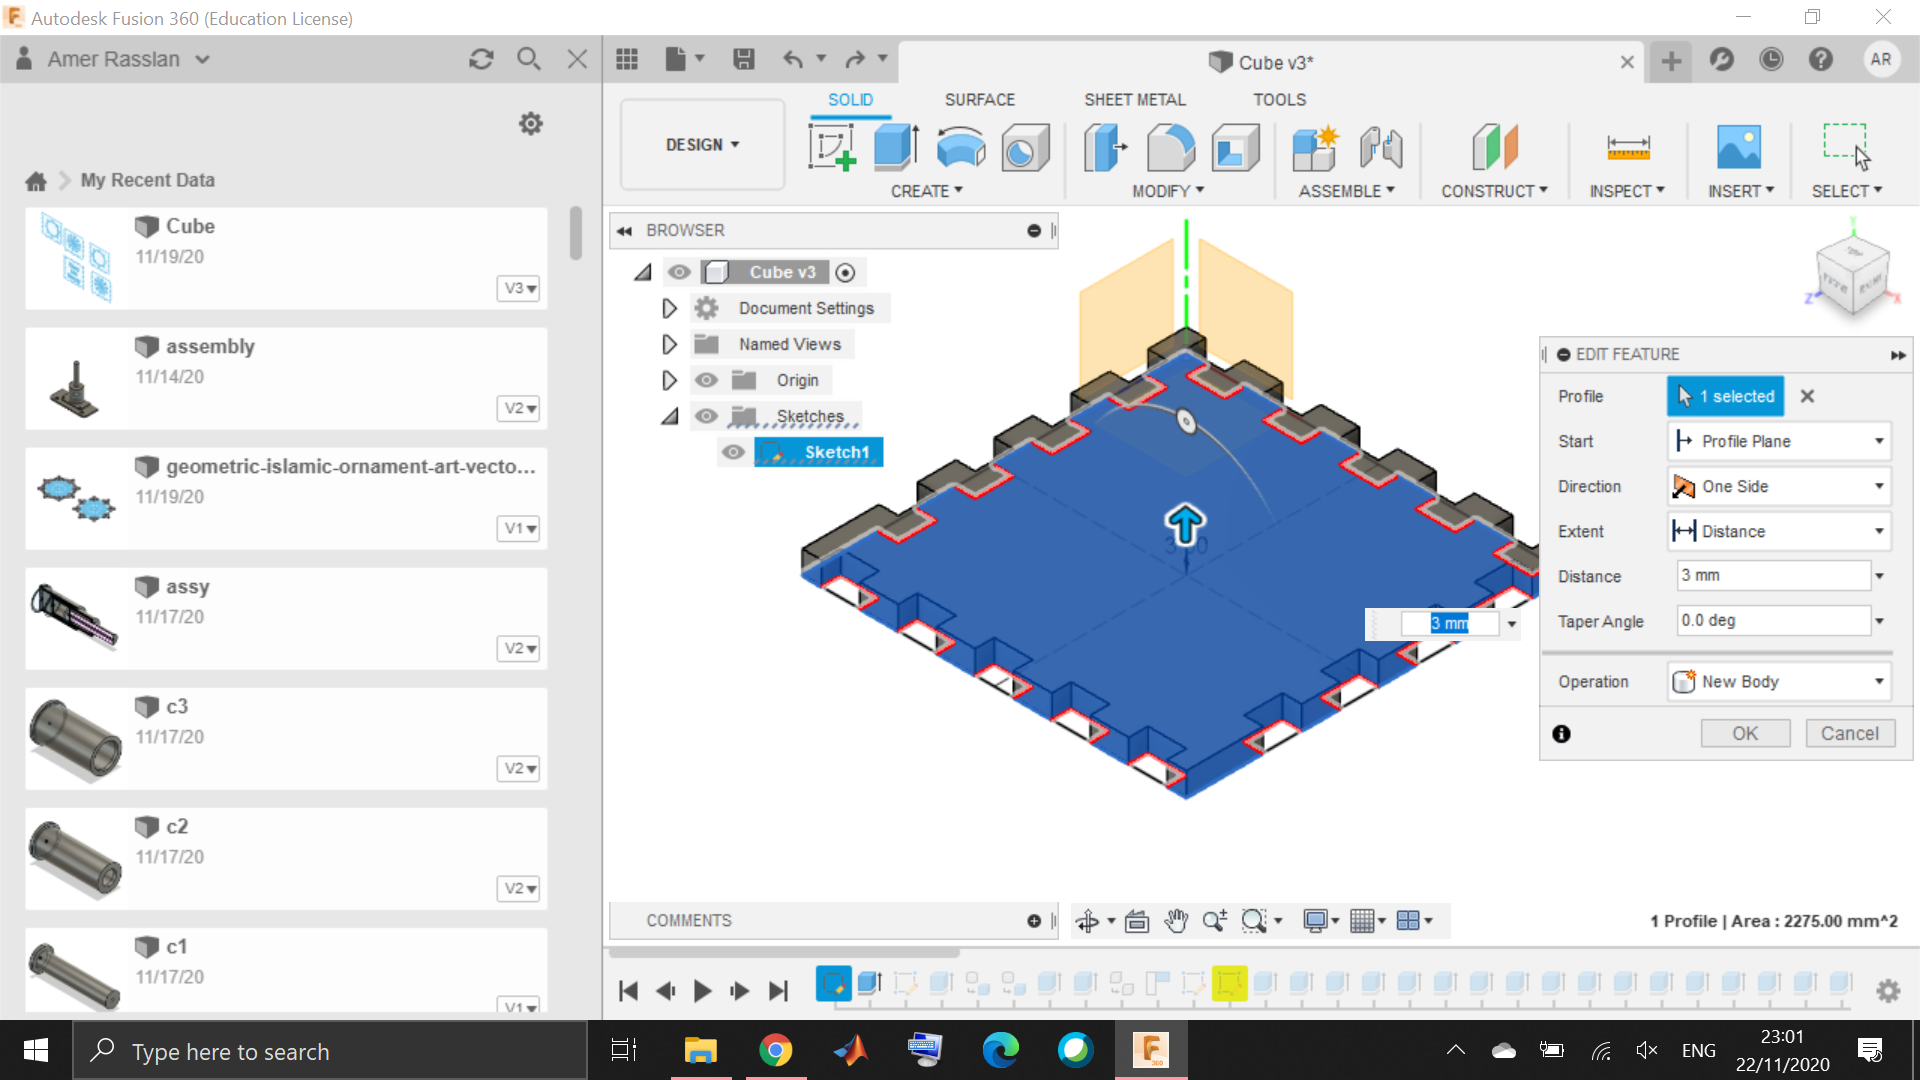 Autodesk Fusion 360 (Education License)
Amer Rasslan
My Recent Data
Cube
11/19/20
V3
assembly
11/14/20
V2
geometric-islamic-ornament-art-vecto...
11/19/20
V1
assy
11/17/20
V2
c3
11/17/20
V2
c2
11/17/20
V2
c1
11/17/20
V1
Cube v3*
AR
DESIGN
SOLID
SURFACE
SHEET METAL
TOOLS
CREATE
MODIFY
ASSEMBLE
CONSTRUCT
INSPECT
INSERT
SELECT
BROWSER
Cube v3
Document Settings
Named Views
Origin
Sketches
Sketch1
Y
Z
X
TOP
RIGHT
3 mm
EDIT FEATURE
Profile
1 selected
Start
Profile Plane
Direction
One Side
Extent
Distance
Distance
3 mm
Taper Angle
0.0 deg
Operation
New Body
OK
Cancel
COMMENTS
1 Profile | Area : 2275.00 mm^2
Type here to search
F
360
ENG
23:01
22/11/2020